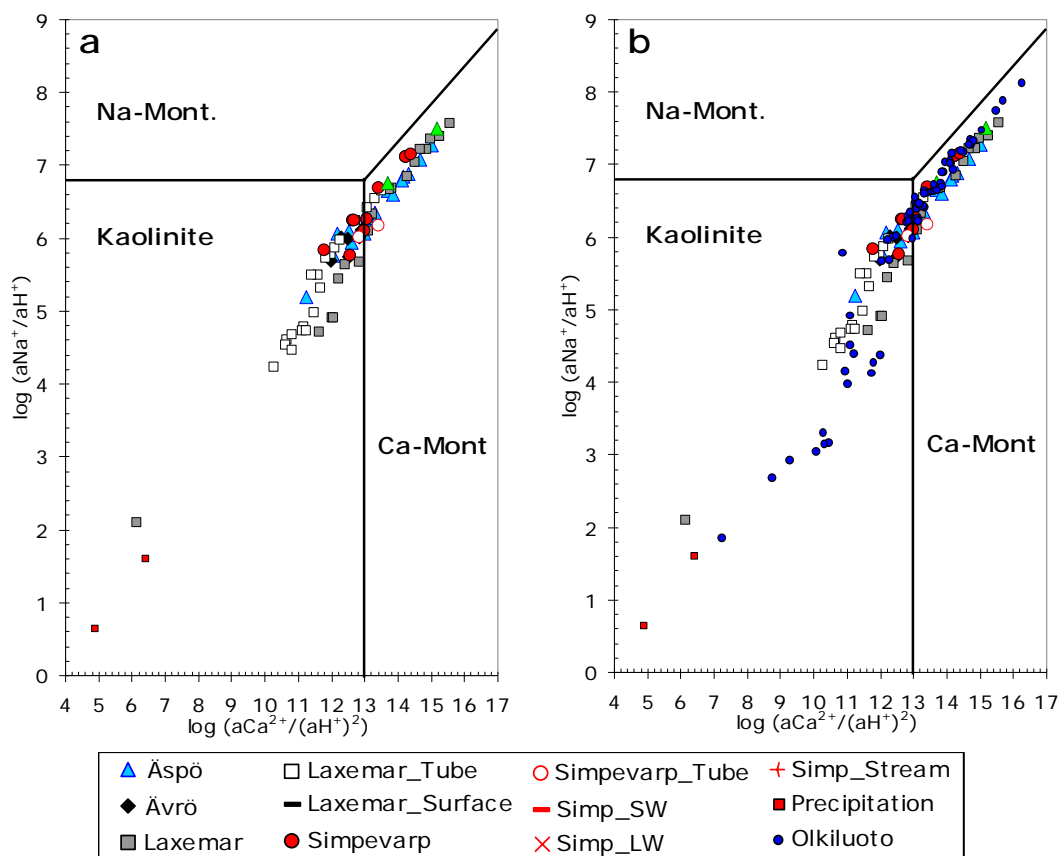 a
9
8
7
6
5
4
3
2
1
0
log (aNa⁺/aH⁺)
Na-Mont.
Kaolinite
Ca-Mont
4 5 6 7 8 9 10 11 12 13 14 15 16 17
log (aCa²⁺/(aH⁺)²)
b
9
8
7
6
5
4
3
2
1
0
log (aNa⁺/aH⁺)
Na-Mont.
Kaolinite
Ca-Mont
4 5 6 7 8 9 10 11 12 13 14 15 16 17
log (aCa²⁺/(aH⁺)²)
Äspö Laxemar_Tube Simpevarp_Tube Simp_Stream
Ävrö Laxemar_Surface Simp_SW Precipitation
Laxemar Simpevarp Simp_LW Olkiluoto